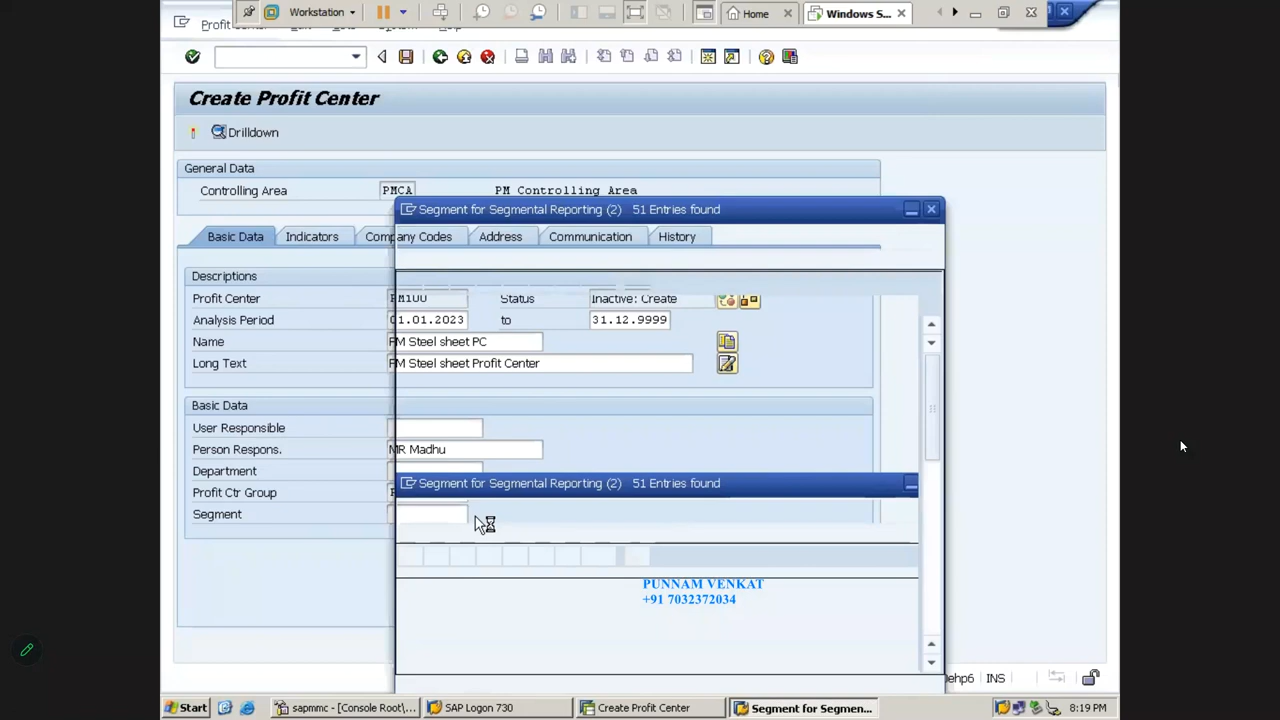 Workstation
Home
Windows S...
Create Profit Center
Drilldown
General Data
Controlling Area PMCA PM Controlling Area
Segment for Segmental Reporting (2) 51 Entries found
Basic Data Indicators Company Codes Address Communication History
Descriptions
Profit Center PM100 Status Inactive: Create
Analysis Period 01.01.2023 to 31.12.9999
Name PM Steel sheet PC
Long Text PM Steel sheet Profit Center
Basic Data
User Responsible
Person Respons. MR Madhu
Department
Profit Ctr Group
Segment for Segmental Reporting (2) 51 Entries found
Segment
PUNNAM VENKAT
+91 7032372034
ehp6 INS
Start sapmmc - [Console Root\... SAP Logon 730 Create Profit Center Segment for Segmen... 8:19 PM